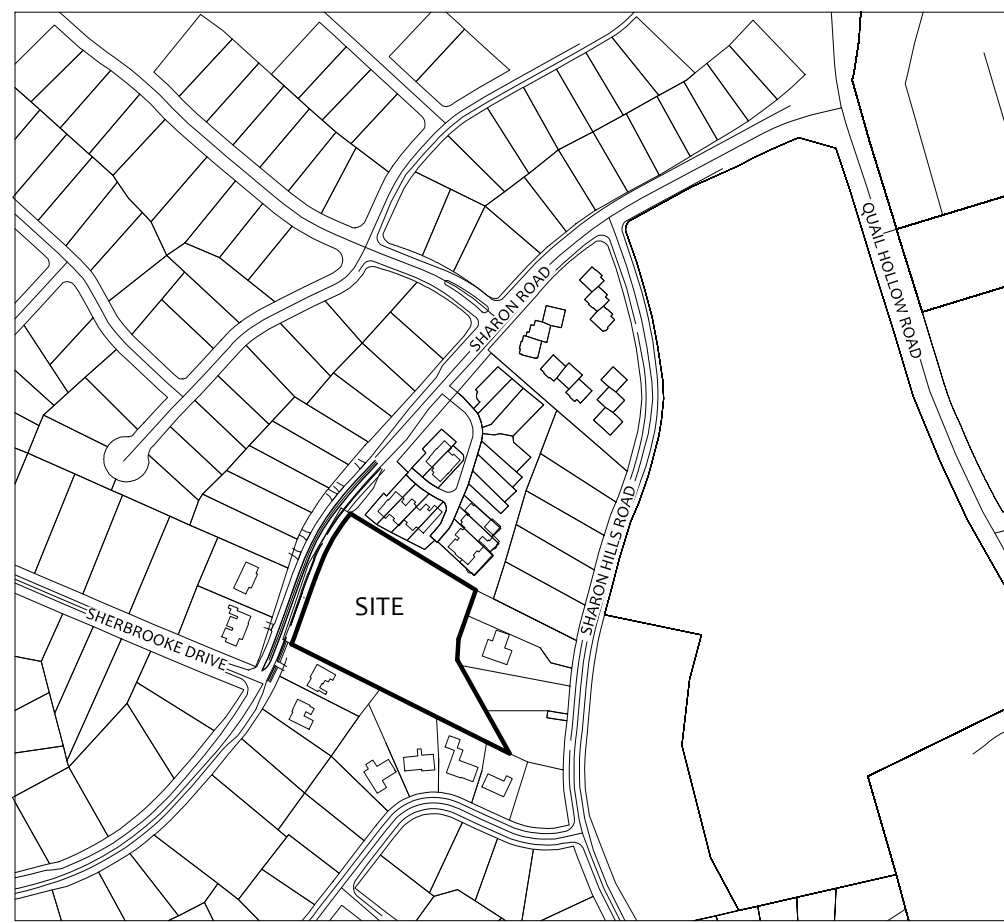 QUAIL HOLLOW ROAD
SHARON ROAD
SHARON HILLS ROAD
SITE
SHERBROOKE DRIVE